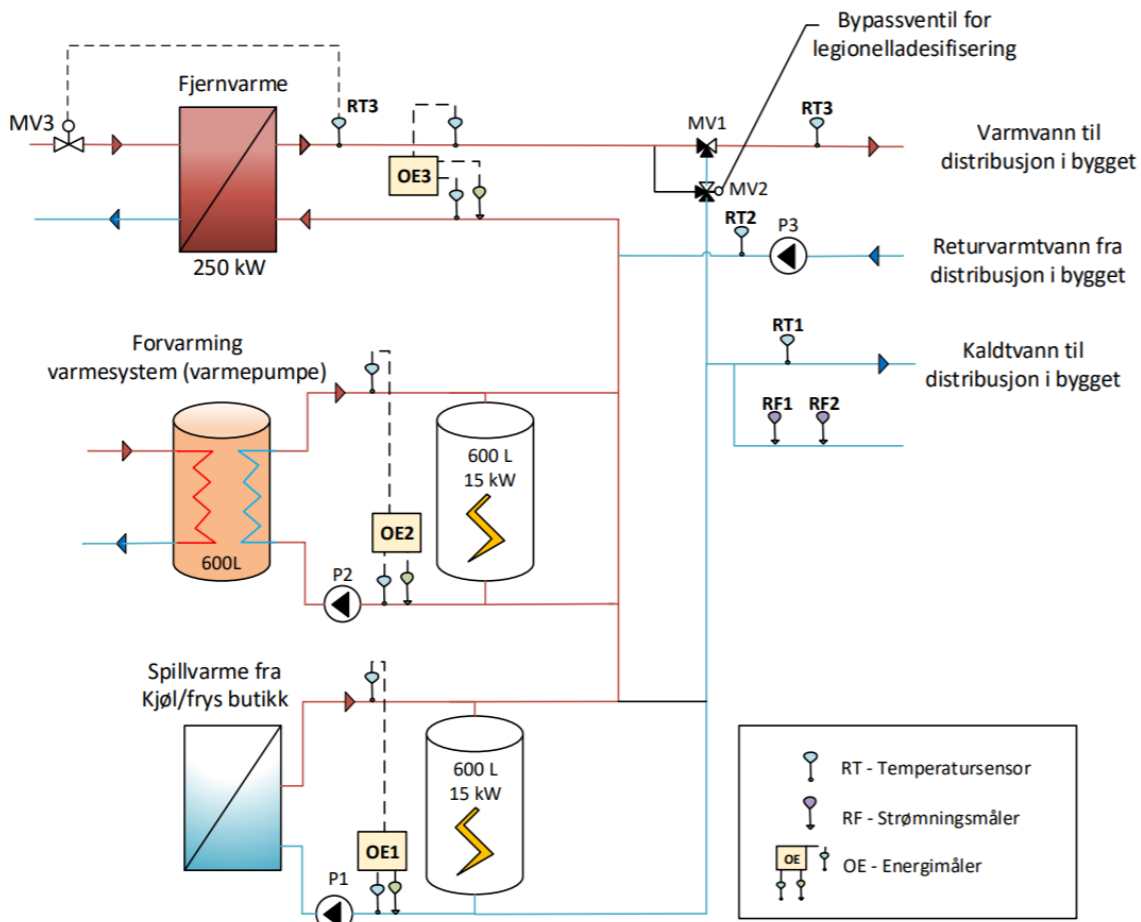 Bypassventil for
legionelladesifisering
Fjernvarme
MV3
RT3
MV1
RT3
Varmvann til
distribusjon i bygget
OE3
MV2
RT2
P3
Returvarmtvann fra
distribusjon i bygget
250 kW
RT1
Kaldtvann til
distribusjon i bygget
RF1
RF2
Forvarming
varmesystem (varmepumpe)
600 L
15 kW
OE2
600L
P2
Spillvarme fra
Kjøl/frys butikk
600 L
15 kW
OE1
P1
RT - Temperatursensor
RF - Strømningsmåler
OE
OE - Energimåler